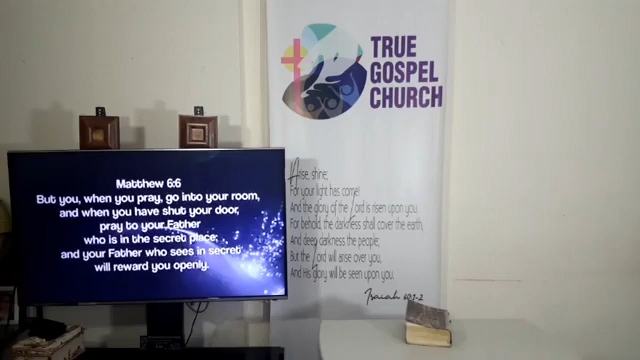 TRUE
GOSPEL
CHURCH
Matthew 6:6
But you, when you pray, go into your room,
and when you have shut your door,
pray to your Father
who is in the secret place;
and your Father who sees in secret
will reward you openly.
Arise, shine;
For your light has come!
And the glory of the Lord is risen upon you.
For behold, the darkness shall cover the earth,
And deep darkness the people;
But the Lord will arise over you,
And His glory will be seen upon you.
Isaiah 60:1-2